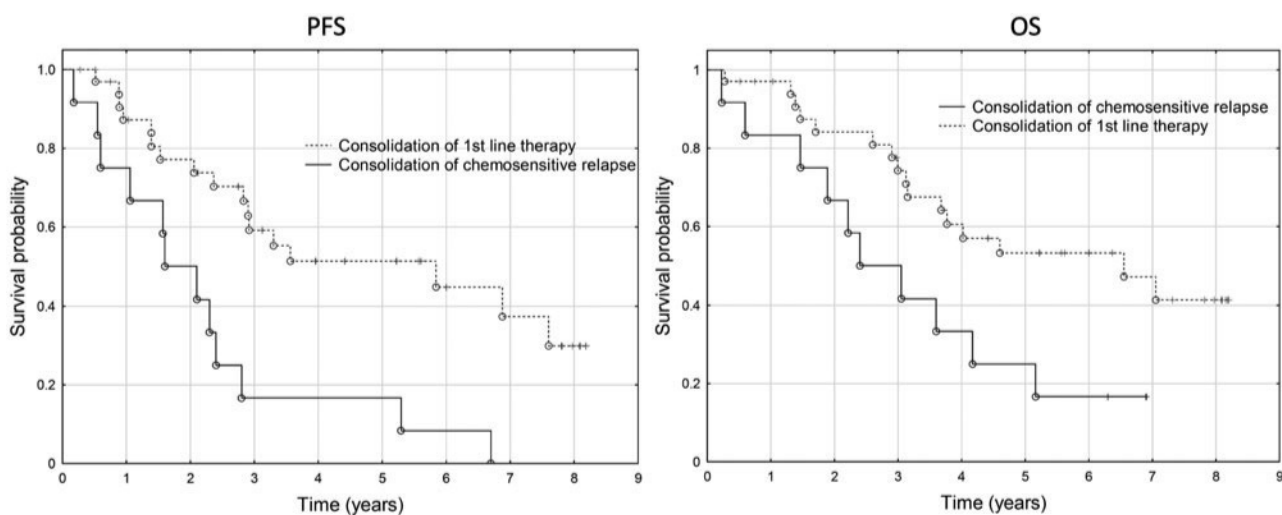 PFS
Survival probability
1.0
0.8
0.6
0.4
0.2
0
Consolidation of 1st line therapy
Consolidation of chemosensitive relapse
0 1 2 3 4 5 6 7 8 9
Time (years)
OS
Survival probability
1
0.8
0.6
0.4
0.2
0
Consolidation of chemosensitive relapse
Consolidation of 1st line therapy
0 1 2 3 4 5 6 7 8 9
Time (years)